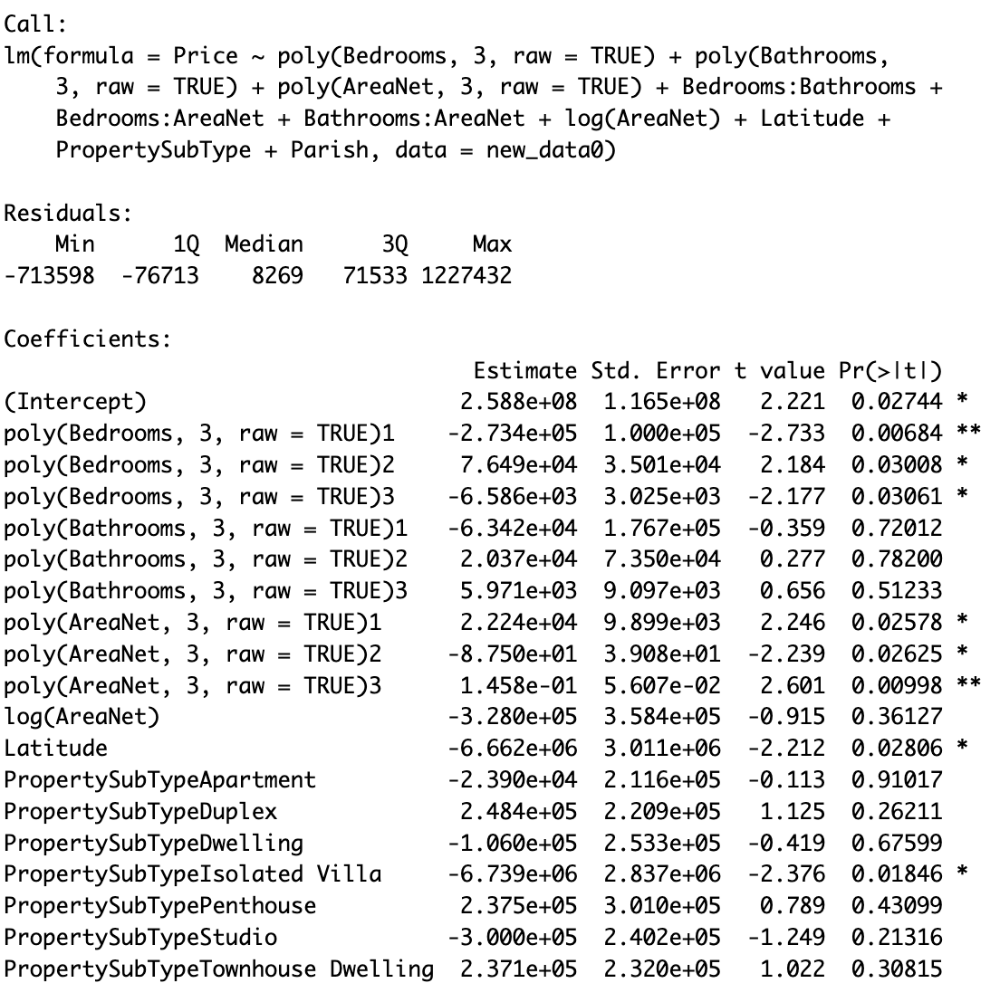 Call:
lm(formula = Price ~ poly(Bedrooms, 3, raw = TRUE) + poly(Bathrooms,
    3, raw = TRUE) + poly(AreaNet, 3, raw = TRUE) + Bedrooms:Bathrooms +
    Bedrooms:AreaNet + Bathrooms:AreaNet + log(AreaNet) + Latitude +
    PropertySubType + Parish, data = new_data0)

Residuals:
    Min      1Q  Median      3Q     Max
-713598  -76713    8269   71533 1227432

Coefficients:
                                 Estimate Std. Error t value Pr(>|t|)
(Intercept)                     2.588e+08  1.165e+08   2.221  0.02744 *
poly(Bedrooms, 3, raw = TRUE)1 -2.734e+05  1.000e+05  -2.733  0.00684 **
poly(Bedrooms, 3, raw = TRUE)2  7.649e+04  3.501e+04   2.184  0.03008 *
poly(Bedrooms, 3, raw = TRUE)3 -6.586e+03  3.025e+03  -2.177  0.03061 *
poly(Bathrooms, 3, raw = TRUE)1 -6.342e+04  1.767e+05  -0.359  0.72012
poly(Bathrooms, 3, raw = TRUE)2  2.037e+04  7.350e+04   0.277  0.78200
poly(Bathrooms, 3, raw = TRUE)3  5.971e+03  9.097e+03   0.656  0.51233
poly(AreaNet, 3, raw = TRUE)1   2.224e+04  9.899e+03   2.246  0.02578 *
poly(AreaNet, 3, raw = TRUE)2  -8.750e+01  3.908e+01  -2.239  0.02625 *
poly(AreaNet, 3, raw = TRUE)3   1.458e-01  5.607e-02   2.601  0.00998 **
log(AreaNet)                   -3.280e+05  3.584e+05  -0.915  0.36127
Latitude                       -6.662e+06  3.011e+06  -2.212  0.02806 *
PropertySubTypeApartment       -2.390e+04  2.116e+05  -0.113  0.91017
PropertySubTypeDuplex           2.484e+05  2.209e+05   1.125  0.26211
PropertySubTypeDwelling        -1.060e+05  2.533e+05  -0.419  0.67599
PropertySubTypeIsolated Villa  -6.739e+06  2.837e+06  -2.376  0.01846 *
PropertySubTypePenthouse        2.375e+05  3.010e+05   0.789  0.43099
PropertySubTypeStudio          -3.000e+05  2.402e+05  -1.249  0.21316
PropertySubTypeTownhouse Dwelling  2.371e+05  2.320e+05   1.022  0.30815